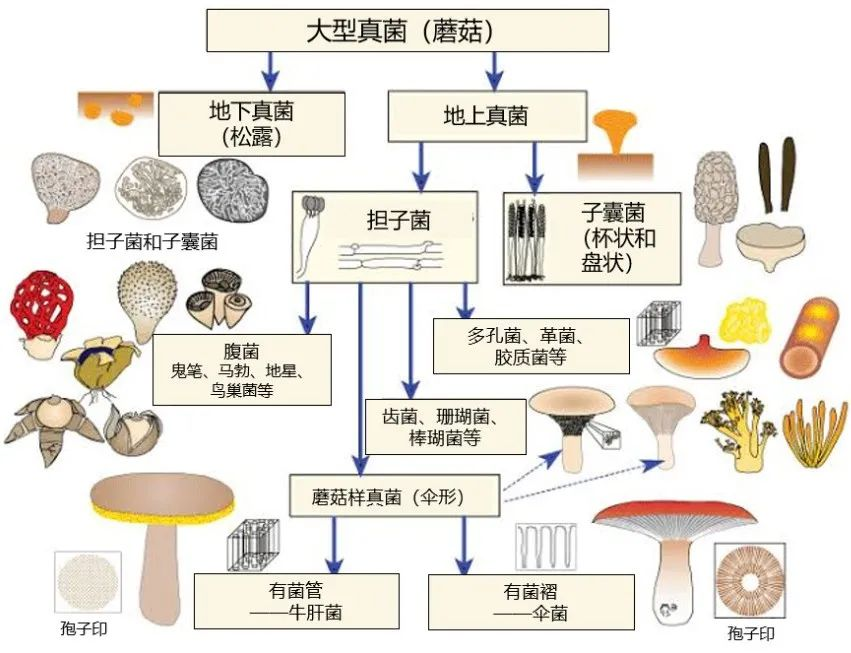 大型真菌（蘑菇）
地下真菌
（松露）
地上真菌
担子菌和子囊菌
担子菌
子囊菌
（杯状和
盘状）
腹菌
鬼笔、马勃、地星、
鸟巢菌等
多孔菌、革菌、
胶质菌等
齿菌、珊瑚菌、
棒瑚菌等
蘑菇样真菌（伞形）
有菌管
——牛肝菌
有菌褶
——伞菌
孢子印
孢子印